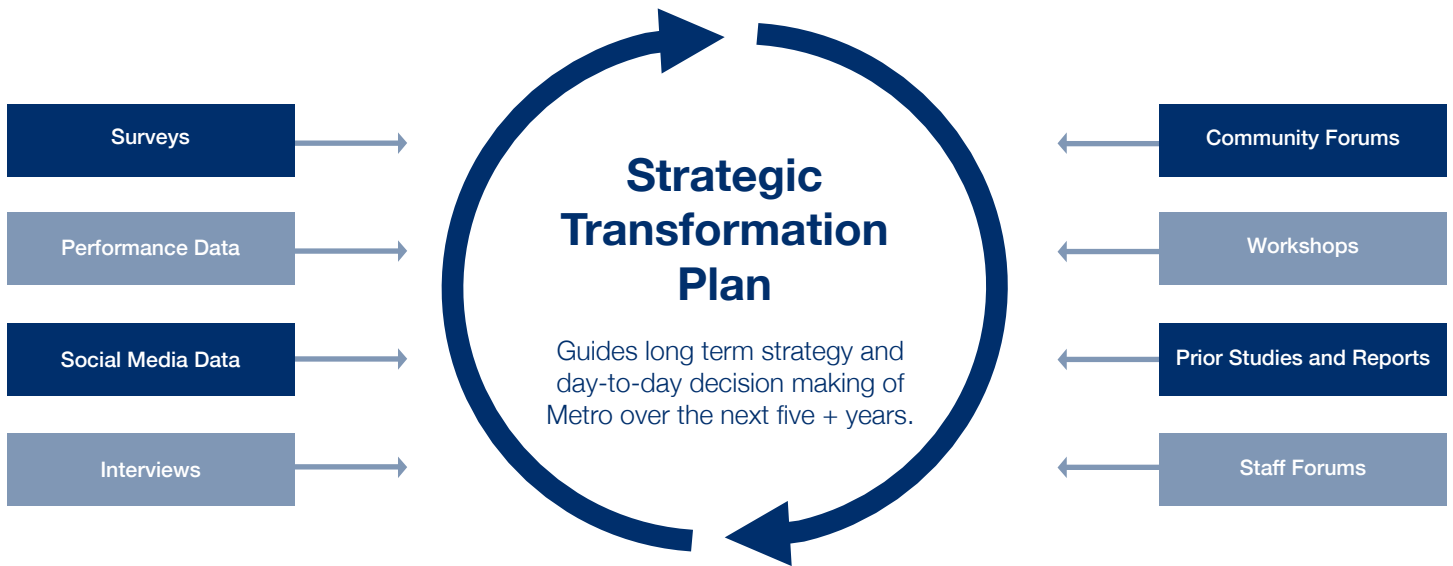 Surveys
Performance Data
Social Media Data
Interviews
Strategic
Transformation
Plan
Guides long term strategy and
day-to-day decision making of
Metro over the next five + years.
Community Forums
Workshops
Prior Studies and Reports
Staff Forums